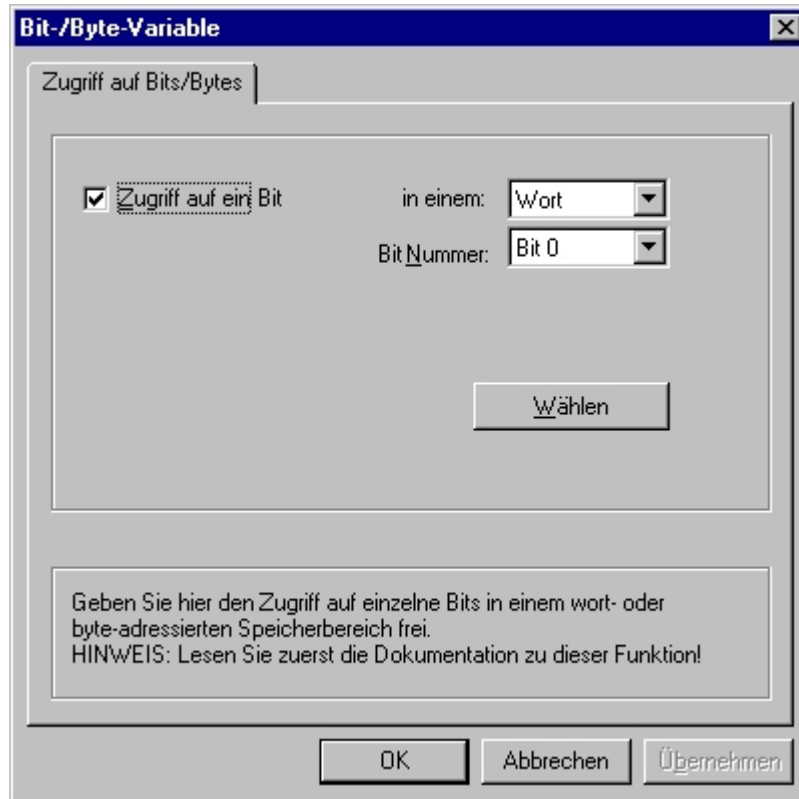 Bit-/Byte-Variable
Zugriff auf Bits/Bytes
Zugriff auf ein Bit
in einem:
Wort
Bit Nummer:
Bit 0
Wählen
Geben Sie hier den Zugriff auf einzelne Bits in einem wort- oder
byte-adressierten Speicherbereich frei.
HINWEIS: Lesen Sie zuerst die Dokumentation zu dieser Funktion!
OK
Abbrechen
Übernehmen